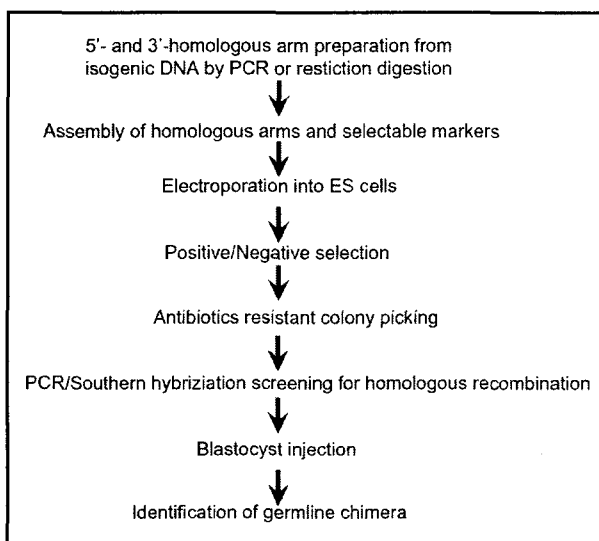 5'- and 3'-homologous arm preparation from
isogenic DNA by PCR or restiction digestion
Assembly of homologous arms and selectable markers
Electroporation into ES cells
Positive/Negative selection
Antibiotics resistant colony picking
PCR/Southern hybriziation screening for homologous recombination
Blastocyst injection
Identification of germline chimera